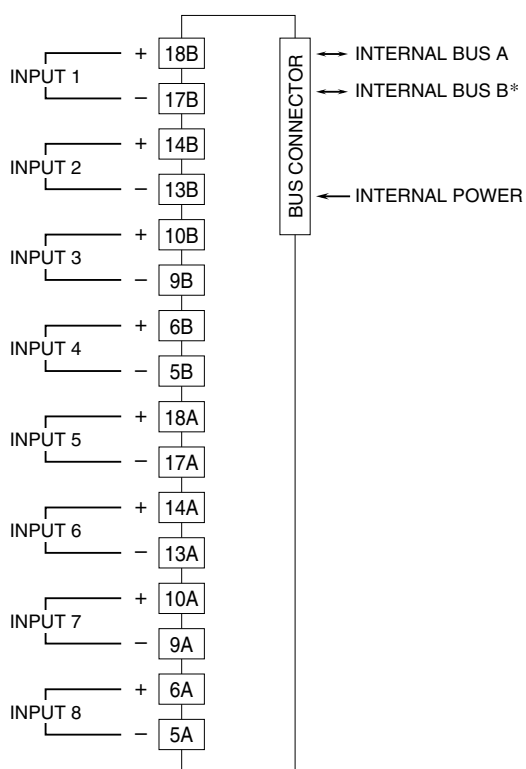 + 18B
INPUT 1
− 17B
+ 14B
INPUT 2
− 13B
+ 10B
INPUT 3
− 9B
+ 6B
INPUT 4
− 5B
+ 18A
INPUT 5
− 17A
+ 14A
INPUT 6
− 13A
+ 10A
INPUT 7
− 9A
+ 6A
INPUT 8
− 5A
BUS CONNECTOR
INTERNAL BUS A
INTERNAL BUS B*
INTERNAL POWER